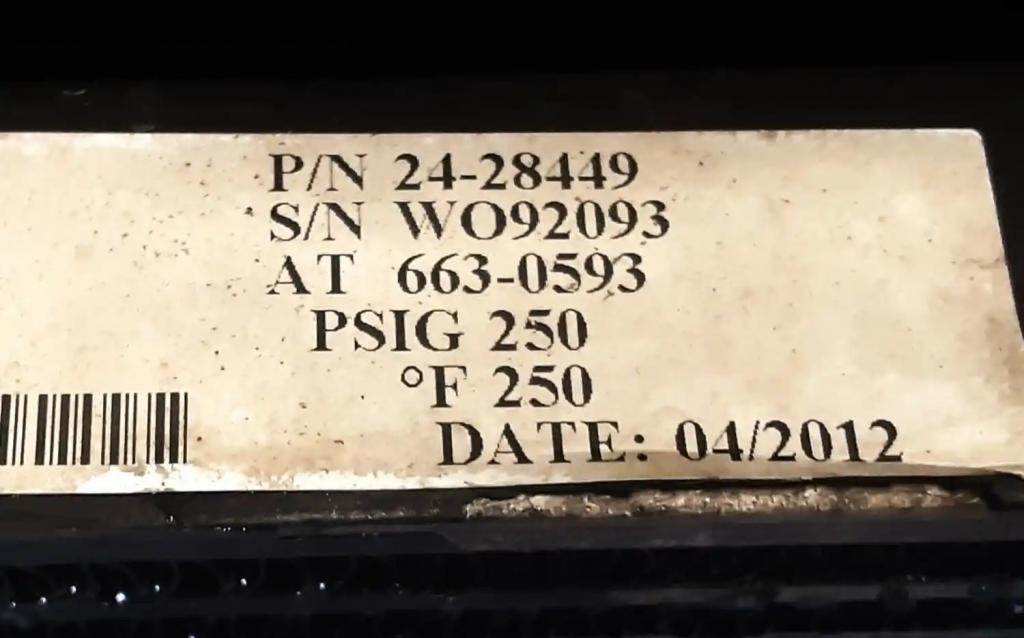 P/N 24-28449
S/N WO92093
AT 663-0593
PSIG 250
°F 250
DATE: 04/2012